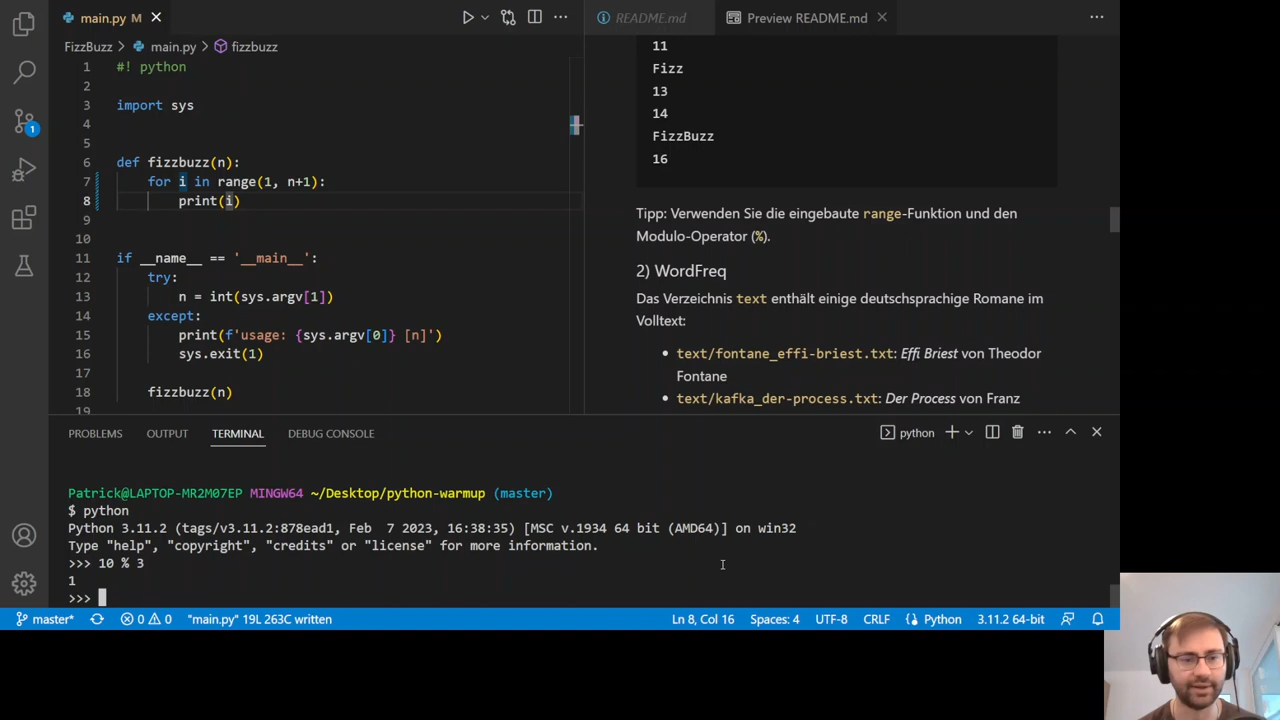 main.py M
README.md
Preview README.md
FizzBuzz > main.py > fizzbuzz
1 #! python
2
3 import sys
4
5
6 def fizzbuzz(n):
7 for i in range(1, n+1):
8 print(i)
9
10
11 if __name__ == '__main__':
12 try:
13 n = int(sys.argv[1])
14 except:
15 print(f'usage: {sys.argv[0]} [n]')
16 sys.exit(1)
17
18 fizzbuzz(n)
19
11
Fizz
13
14
FizzBuzz
16
Tipp: Verwenden Sie die eingebaute range-Funktion und den
Modulo-Operator (%).
2) WordFreq
Das Verzeichnis text enthält einige deutschsprachige Romane im
Volltext:
• text/fontane_effi-briest.txt: Effi Briest von Theodor
Fontane
• text/kafka_der-process.txt: Der Process von Franz
1
PROBLEMS OUTPUT TERMINAL DEBUG CONSOLE
python
Patrick@LAPTOP-MR2M07EP MINGW64 ~/Desktop/python-warmup (master)
$ python
Python 3.11.2 (tags/v3.11.2:878ead1, Feb 7 2023, 16:38:35) [MSC v.1934 64 bit (AMD64)] on win32
Type "help", "copyright", "credits" or "license" for more information.
>>> 10 % 3
1
>>>
master* 0 0 "main.py" 19L 263C written Ln 8, Col 16 Spaces: 4 UTF-8 CRLF Python 3.11.2 64-bit